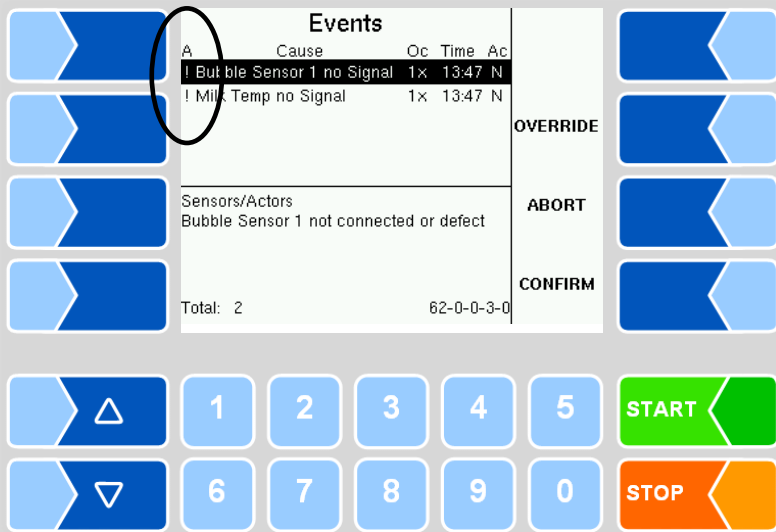 Events
A Cause Oc Time Ac
! Bubble Sensor 1 no Signal 1x 13:47 N
! Milk Temp no Signal 1x 13:47 N
OVERRIDE
Sensors/Actors
Bubble Sensor 1 not connected or defect
ABORT
CONFIRM
Total: 2 62-0-0-3-0
1 2 3 4 5 START
6 7 8 9 0 STOP